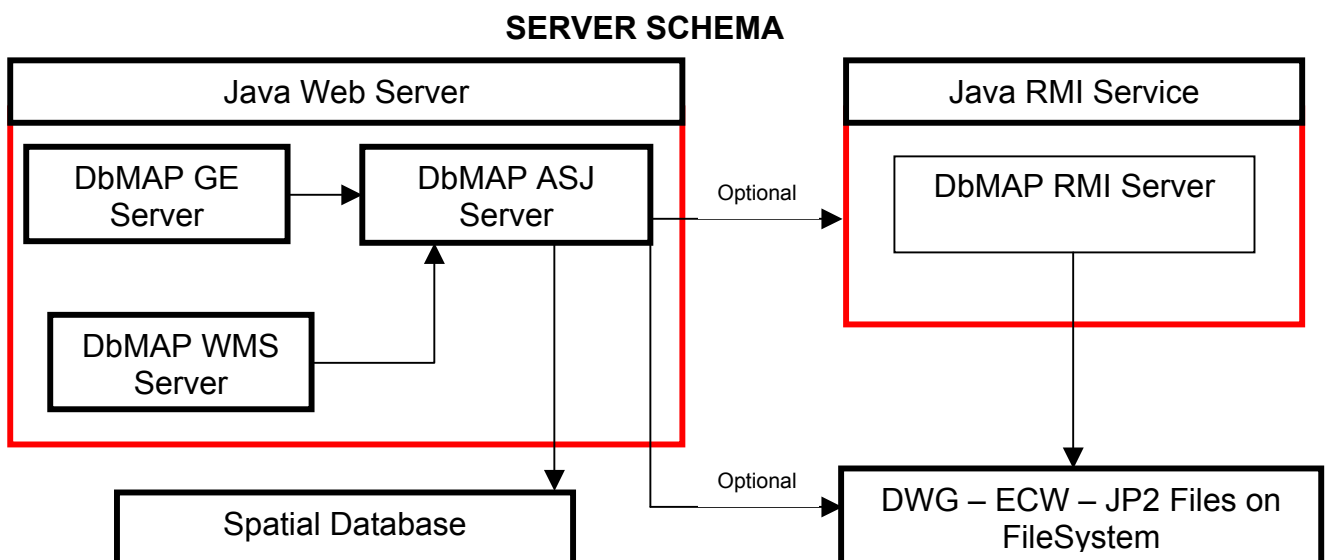 SERVER SCHEMA
Java Web Server
Java RMI Service
DbMAP GE
Server
DbMAP ASJ
Server
Optional
DbMAP RMI Server
DbMAP WMS
Server
Optional
Spatial Database
DWG – ECW – JP2 Files on
FileSystem